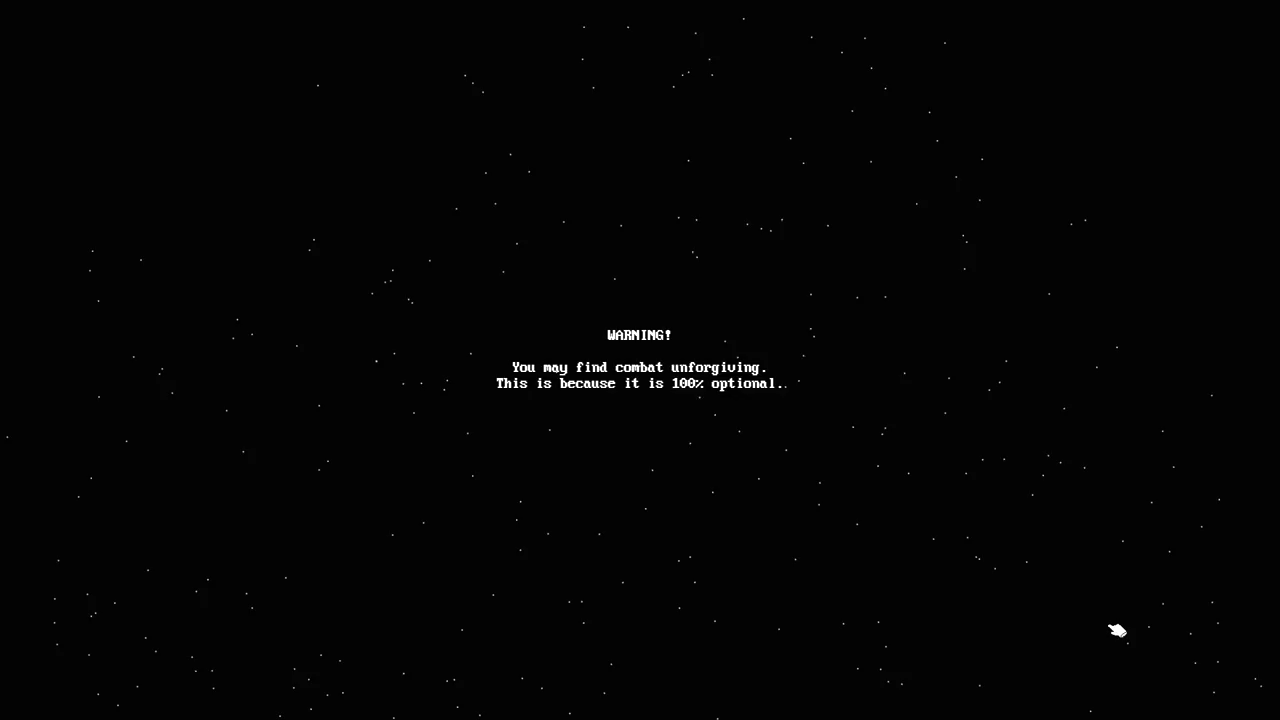 WARNING!
You may find combat unforgiving.
This is because it is 100% optional.